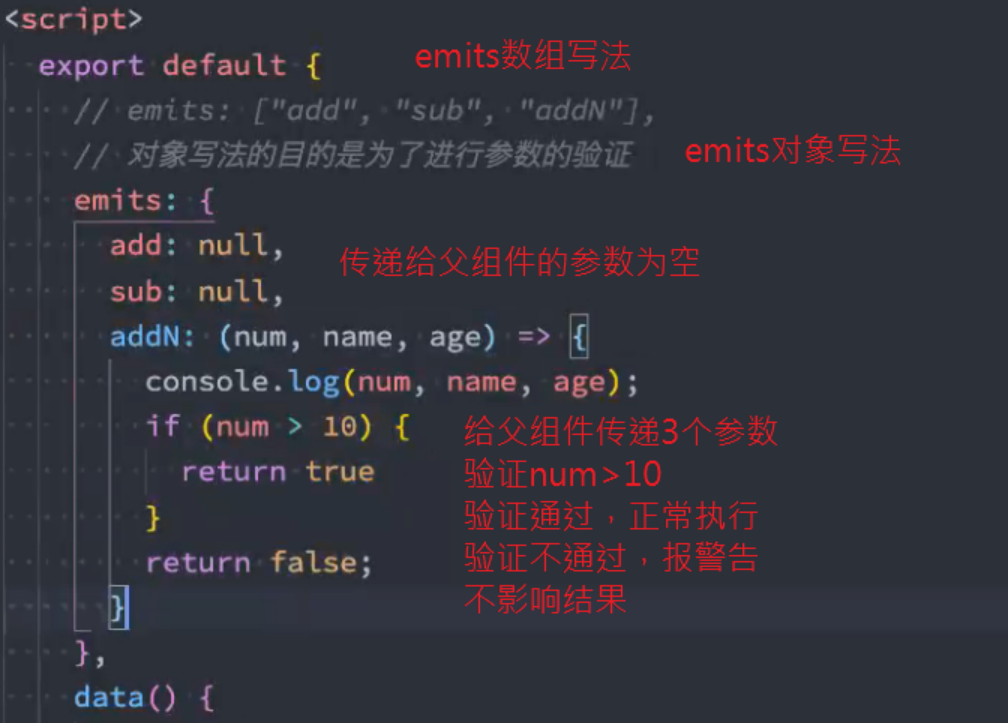 <script>
export default {
emits数组写法
// emits: ["add", "sub", "addN"],
// 对象写法的目的是为了进行参数的验证
emits对象写法
emits: {
add: null,
传递给父组件的参数为空
sub: null,
addN: (num, name, age) => {
console.log(num, name, age);
if (num > 10) {
给父组件传递3个参数
return true
验证num>10
}
验证通过，正常执行
return false;
验证不通过，报警告
}
不影响结果
},
data() {